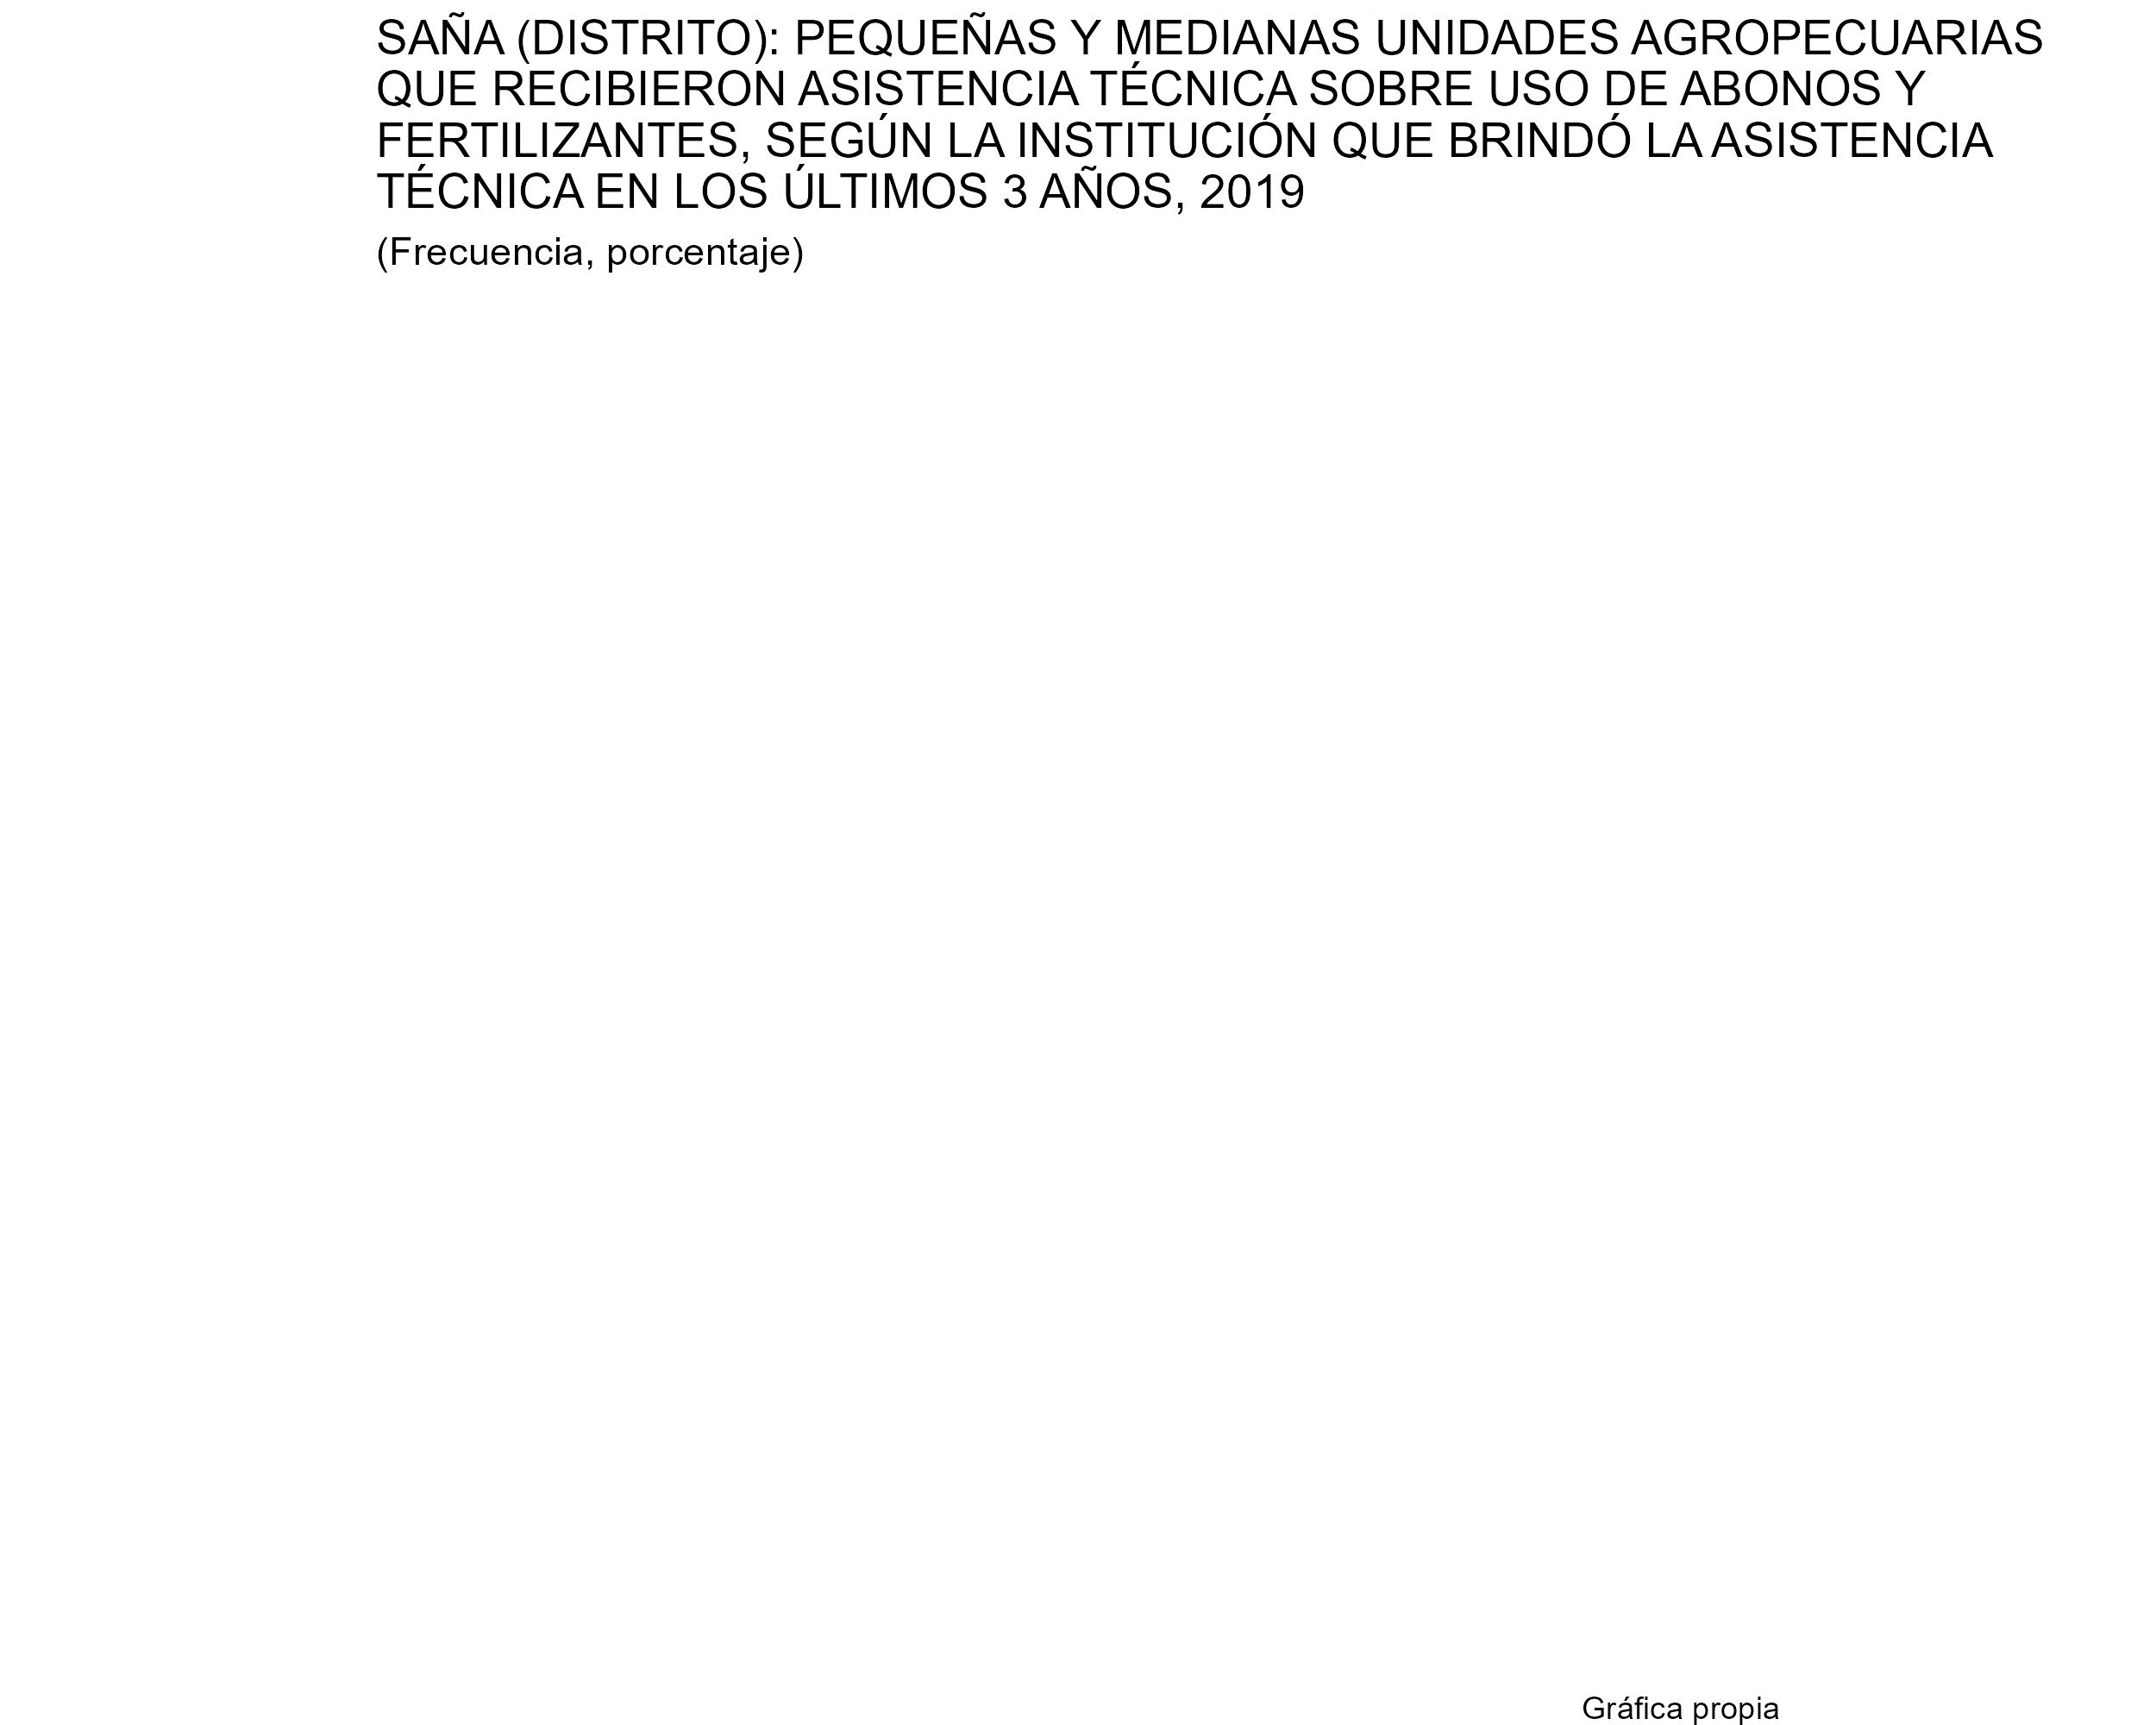 SAÑA (DISTRITO): PEQUEÑAS Y MEDIANAS UNIDADES AGROPECUARIAS
QUE RECIBIERON ASISTENCIA TÉCNICA SOBRE USO DE ABONOS Y
FERTILIZANTES, SEGÚN LA INSTITUCIÓN QUE BRINDÓ LA ASISTENCIA
TÉCNICA EN LOS ÚLTIMOS 3 AÑOS, 2019
(Frecuencia, porcentaje)
Gráfica propia